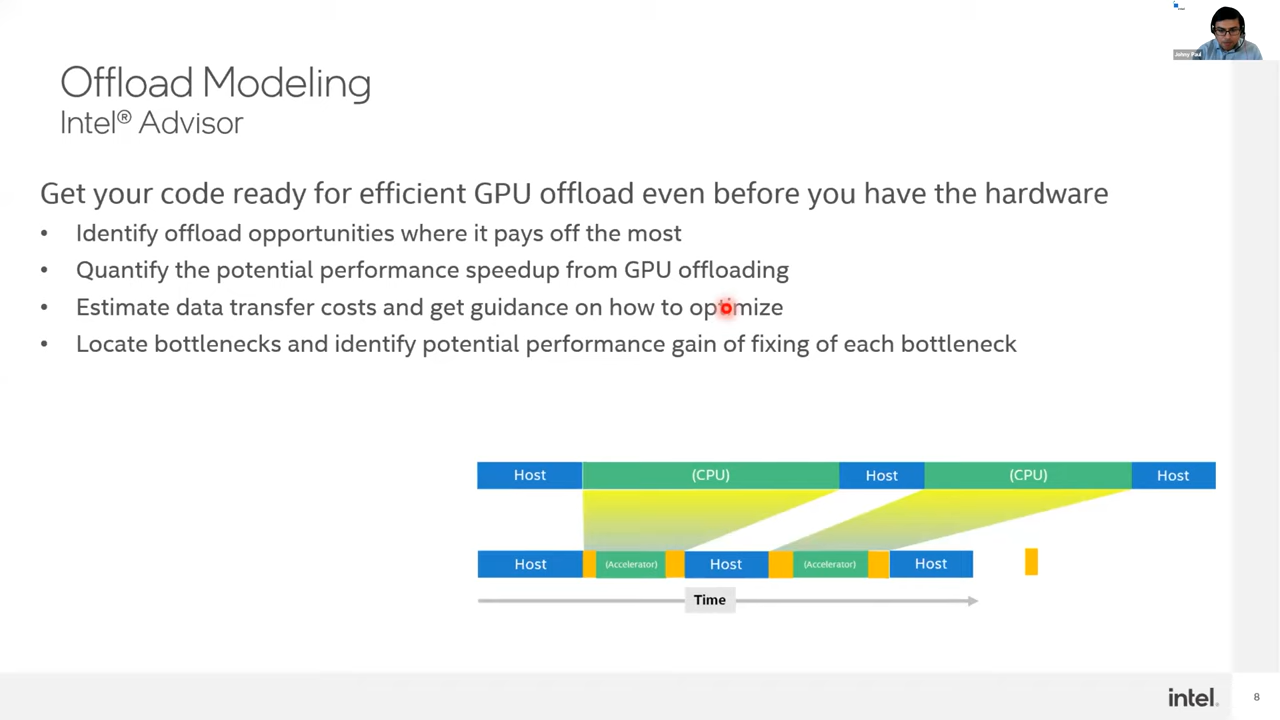 Johny Paul
Offload Modeling
Intel® Advisor
Get your code ready for efficient GPU offload even before you have the hardware
• Identify offload opportunities where it pays off the most
• Quantify the potential performance speedup from GPU offloading
• Estimate data transfer costs and get guidance on how to optimize
• Locate bottlenecks and identify potential performance gain of fixing of each bottleneck
Host (CPU) Host (CPU) Host
Host (Accelerator) Host (Accelerator) Host
Time
intel.
8